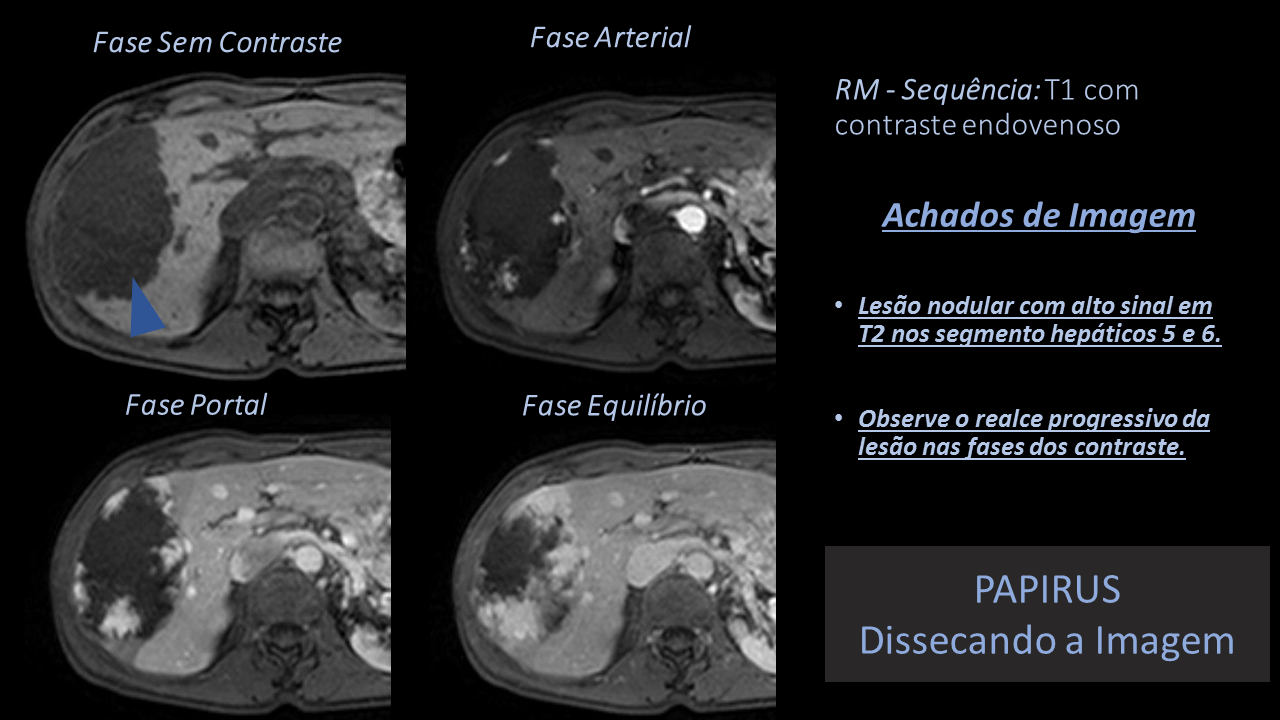 Fase Sem Contraste
Fase Arterial
Fase Portal
Fase Equilíbrio
RM - Sequência: T1 com
contraste endovenoso
Achados de Imagem
• Lesão nodular com alto sinal em
T2 nos segmento hepáticos 5 e 6.
• Observe o realce progressivo da
lesão nas fases dos contraste.
PAPIRUS
Dissecando a Imagem